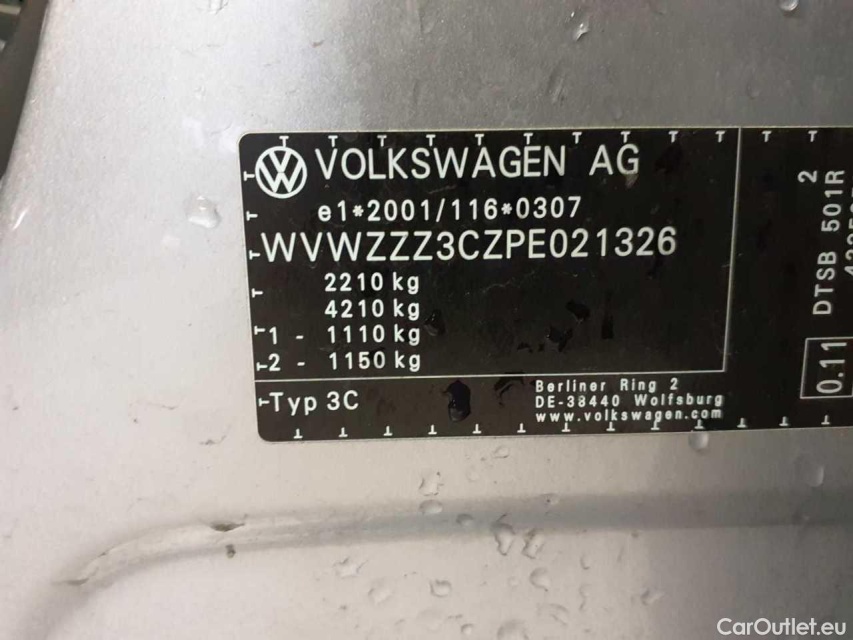 VOLKSWAGEN AG
e1*2001/116*0307
WVWZZZ3CZPE021326
2210 kg
4210 kg
1 - 1110 kg
2 - 1150 kg
Typ 3C
Berliner Ring 2
DE-38440 Wolfsburg
www.volkswagen.com
2
DTSB 501R
0.11
CarOutlet.eu